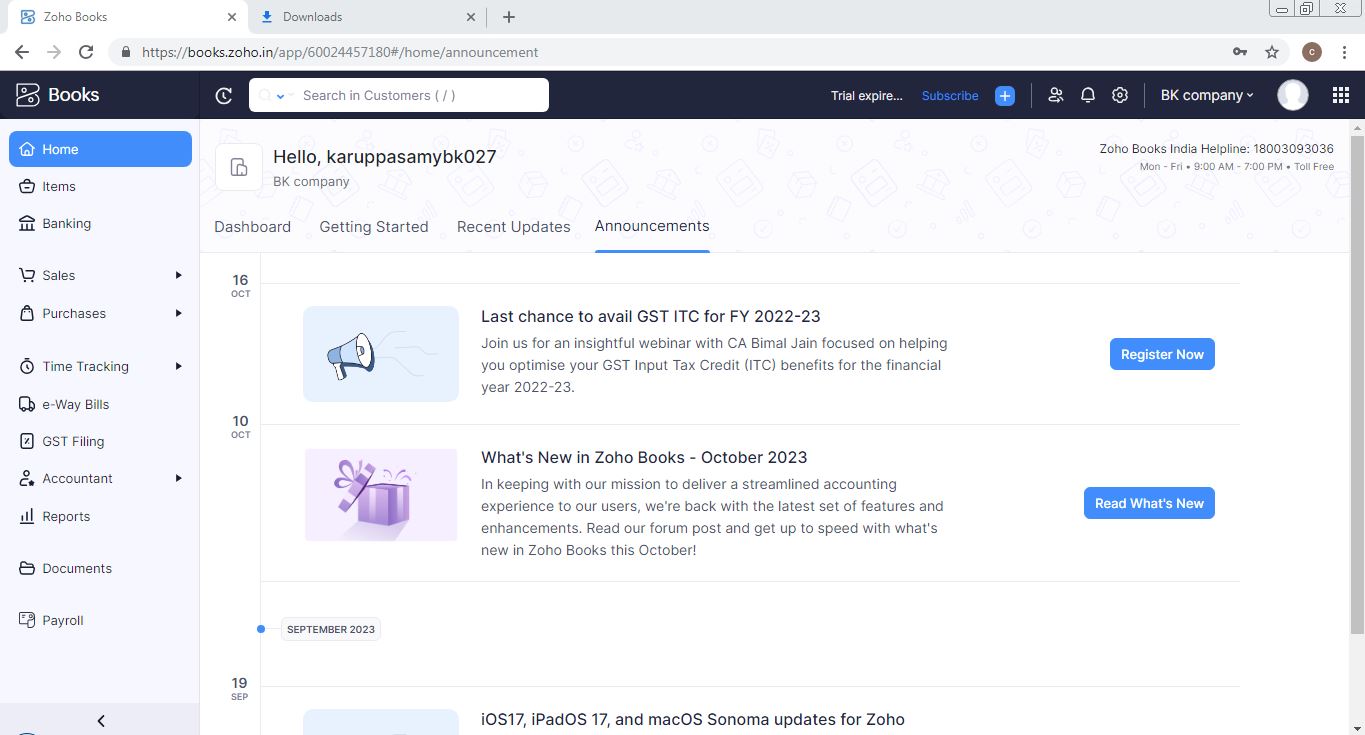 Zoho Books
Downloads
https://books.zoho.in/app/60024457180#/home/announcement
c
Books
Search in Customers ( / )
Trial expire...
Subscribe
BK company
Home
Items
Banking
Sales
Purchases
Time Tracking
e-Way Bills
GST Filing
Accountant
Reports
Documents
Payroll
Hello, karuppasamybk027
BK company
Zoho Books India Helpline: 18003093036
Mon - Fri • 9:00 AM - 7:00 PM • Toll Free
Dashboard
Getting Started
Recent Updates
Announcements
16
OCT
Last chance to avail GST ITC for FY 2022-23
Join us for an insightful webinar with CA Bimal Jain focused on helping
you optimise your GST Input Tax Credit (ITC) benefits for the financial
year 2022-23.
Register Now
10
OCT
What's New in Zoho Books - October 2023
In keeping with our mission to deliver a streamlined accounting
experience to our users, we're back with the latest set of features and
enhancements. Read our forum post and get up to speed with what's
new in Zoho Books this October!
Read What's New
SEPTEMBER 2023
19
SEP
iOS17, iPadOS 17, and macOS Sonoma updates for Zoho